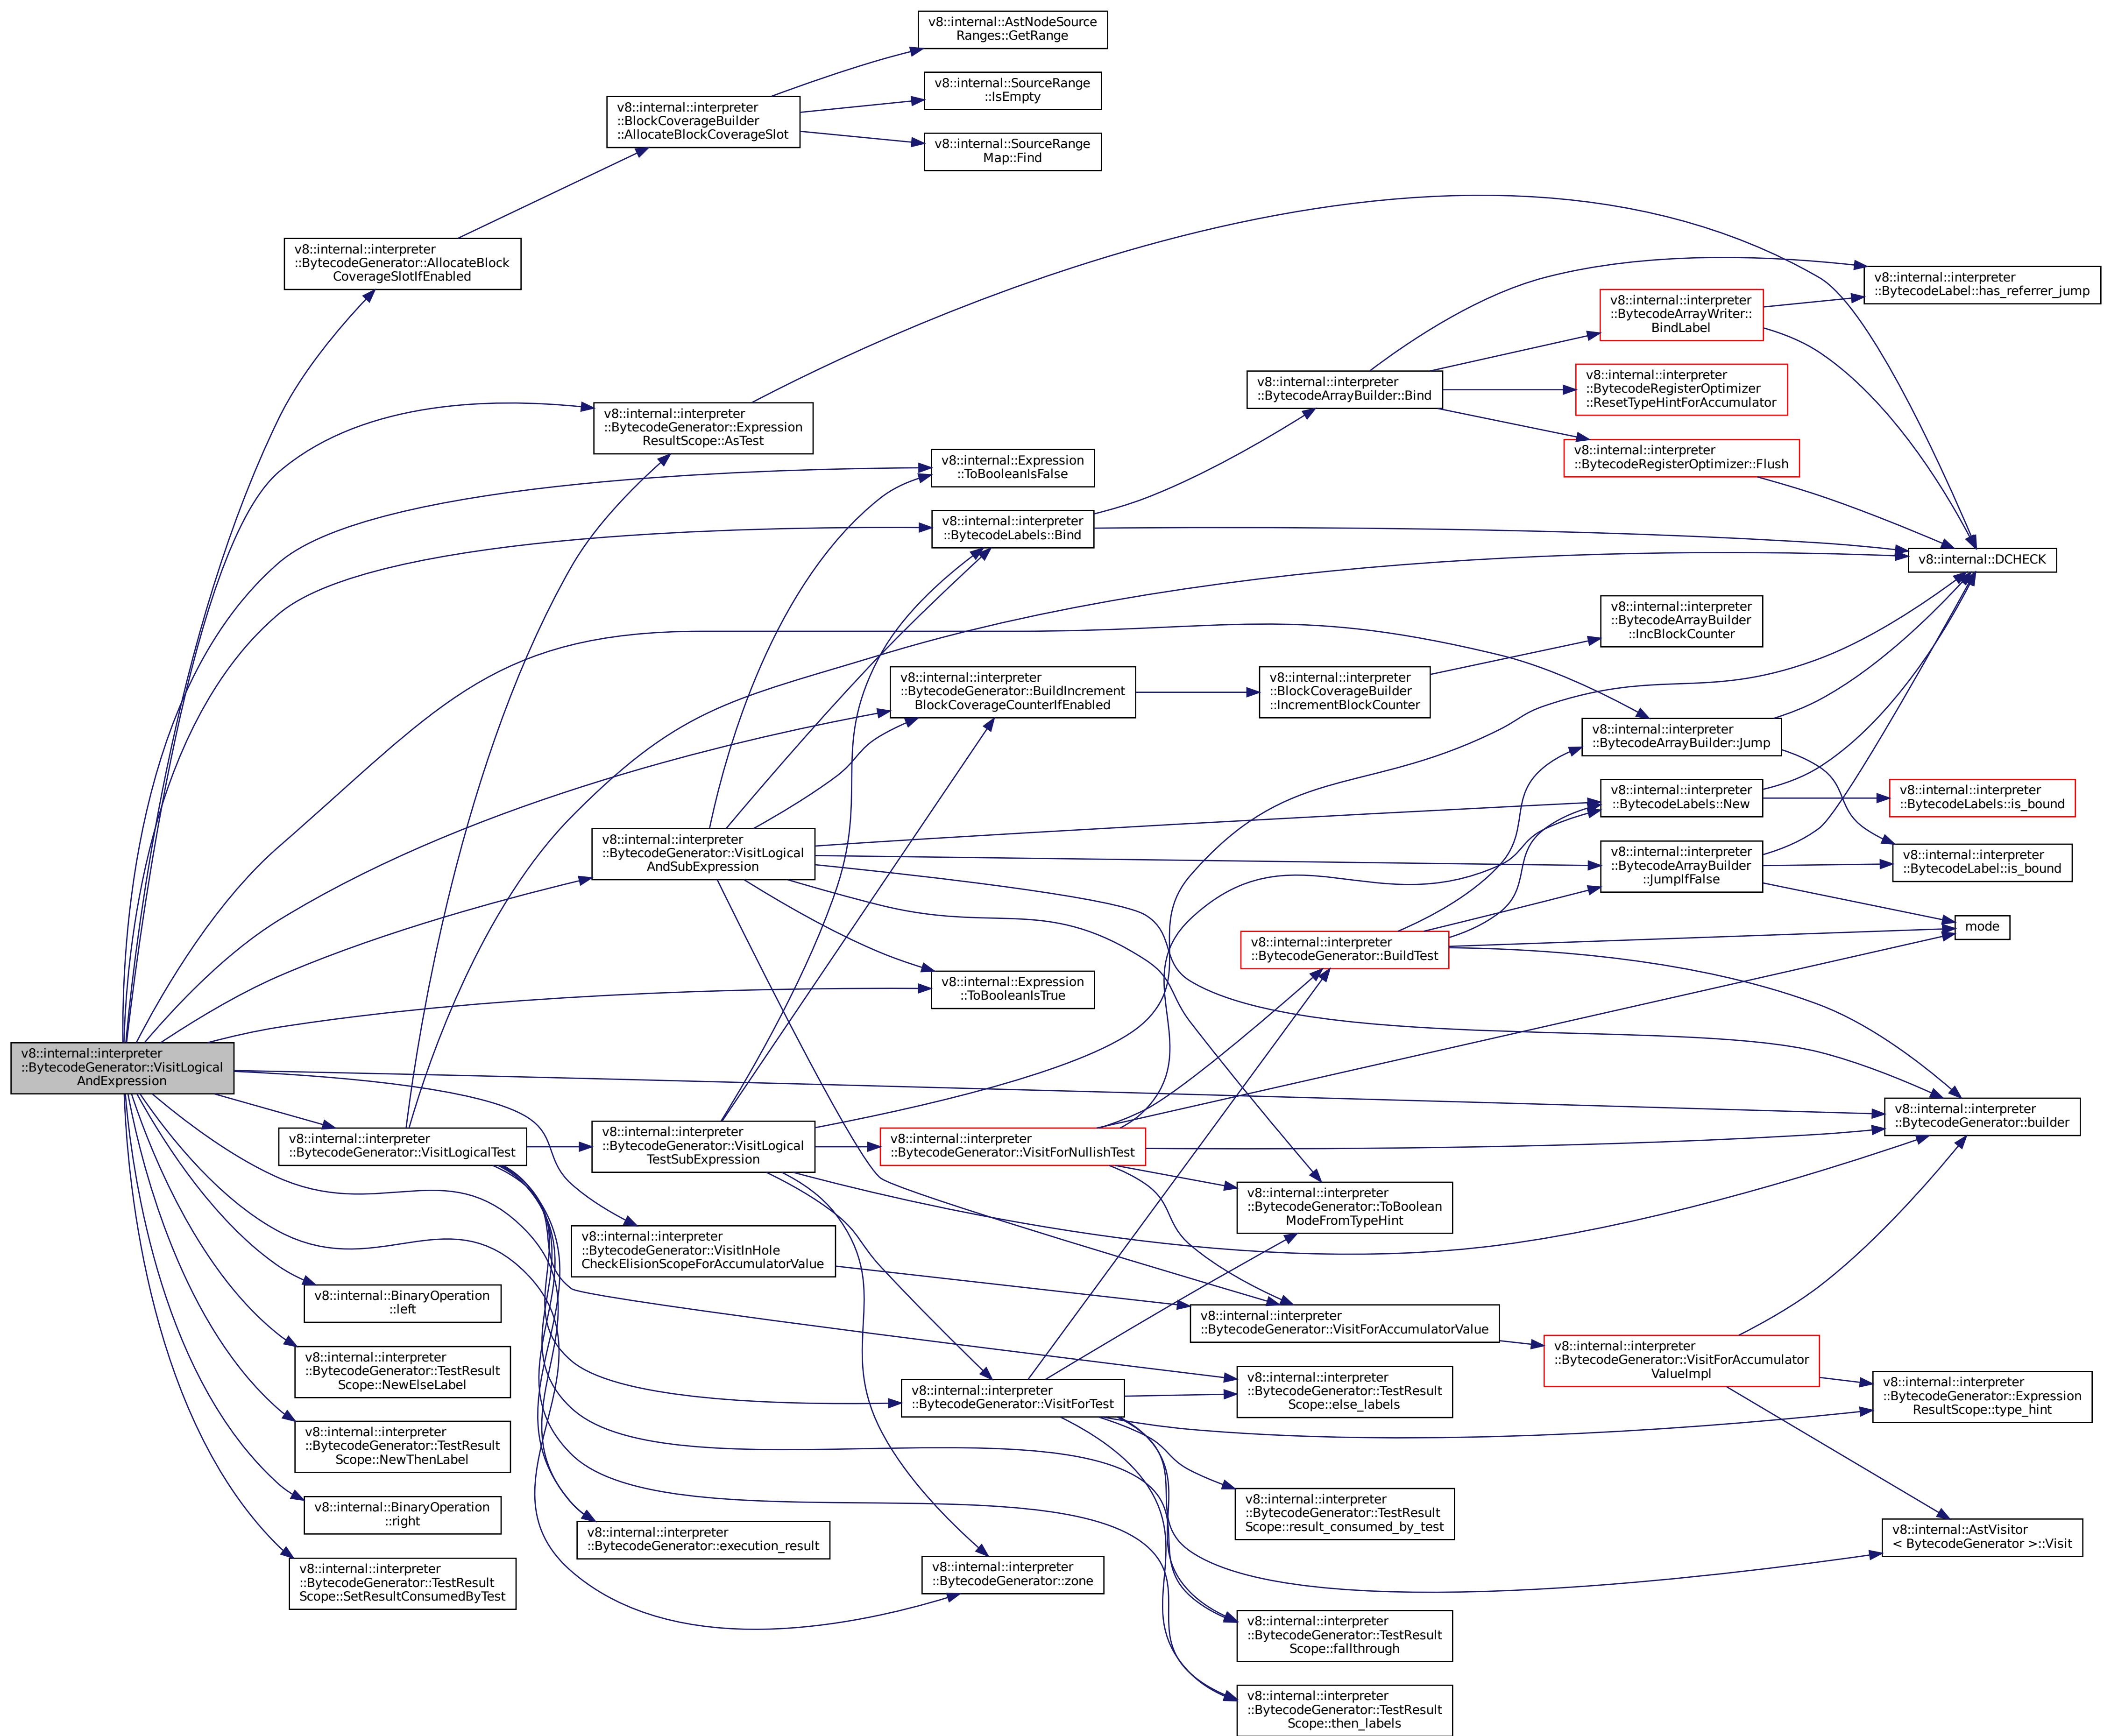 v8::internal::AstNodeSource
Ranges::GetRange
v8::internal::SourceRange
::IsEmpty
v8::internal::interpreter
::BlockCoverageBuilder
::AllocateBlockCoverageSlot
v8::internal::SourceRange
Map::Find
v8::internal::interpreter
::BytecodeGenerator::AllocateBlock
CoverageSlotIfEnabled
v8::internal::interpreter
::BytecodeLabel::has_referrer_jump
v8::internal::interpreter
::BytecodeArrayWriter::
BindLabel
v8::internal::interpreter
::BytecodeArrayBuilder::Bind
v8::internal::interpreter
::BytecodeRegisterOptimizer
::ResetTypeHintForAccumulator
v8::internal::interpreter
::BytecodeGenerator::Expression
ResultScope::AsTest
v8::internal::interpreter
::BytecodeRegisterOptimizer::Flush
v8::internal::Expression
::ToBooleanIsFalse
v8::internal::interpreter
::BytecodeLabels::Bind
v8::internal::DCHECK
v8::internal::interpreter
::BytecodeArrayBuilder
::IncBlockCounter
v8::internal::interpreter
::BytecodeGenerator::BuildIncrement
BlockCoverageCounterIfEnabled
v8::internal::interpreter
::BlockCoverageBuilder
::IncrementBlockCounter
v8::internal::interpreter
::BytecodeArrayBuilder::Jump
v8::internal::interpreter
::BytecodeLabels::New
v8::internal::interpreter
::BytecodeLabels::is_bound
v8::internal::interpreter
::BytecodeGenerator::VisitLogical
AndSubExpression
v8::internal::interpreter
::BytecodeArrayBuilder
::JumpIfFalse
v8::internal::interpreter
::BytecodeLabel::is_bound
mode
v8::internal::interpreter
::BytecodeGenerator::BuildTest
v8::internal::Expression
::ToBooleanIsTrue
v8::internal::interpreter
::BytecodeGenerator::VisitLogical
AndExpression
v8::internal::interpreter
::BytecodeGenerator::builder
v8::internal::interpreter
::BytecodeGenerator::VisitLogicalTest
v8::internal::interpreter
::BytecodeGenerator::VisitLogical
TestSubExpression
v8::internal::interpreter
::BytecodeGenerator::VisitForNullishTest
v8::internal::interpreter
::BytecodeGenerator::ToBoolean
ModeFromTypeHint
v8::internal::interpreter
::BytecodeGenerator::VisitInHole
CheckElisionScopeForAccumulatorValue
v8::internal::BinaryOperation
::left
v8::internal::interpreter
::BytecodeGenerator::VisitForAccumulatorValue
v8::internal::interpreter
::BytecodeGenerator::VisitForAccumulator
ValueImpl
v8::internal::interpreter
::BytecodeGenerator::TestResult
Scope::NewElseLabel
v8::internal::interpreter
::BytecodeGenerator::VisitForTest
v8::internal::interpreter
::BytecodeGenerator::TestResult
Scope::else_labels
v8::internal::interpreter
::BytecodeGenerator::Expression
ResultScope::type_hint
v8::internal::interpreter
::BytecodeGenerator::TestResult
Scope::NewThenLabel
v8::internal::BinaryOperation
::right
v8::internal::interpreter
::BytecodeGenerator::TestResult
Scope::result_consumed_by_test
v8::internal::interpreter
::BytecodeGenerator::execution_result
v8::internal::AstVisitor
< BytecodeGenerator >::Visit
v8::internal::interpreter
::BytecodeGenerator::TestResult
Scope::SetResultConsumedByTest
v8::internal::interpreter
::BytecodeGenerator::zone
v8::internal::interpreter
::BytecodeGenerator::TestResult
Scope::fallthrough
v8::internal::interpreter
::BytecodeGenerator::TestResult
Scope::then_labels